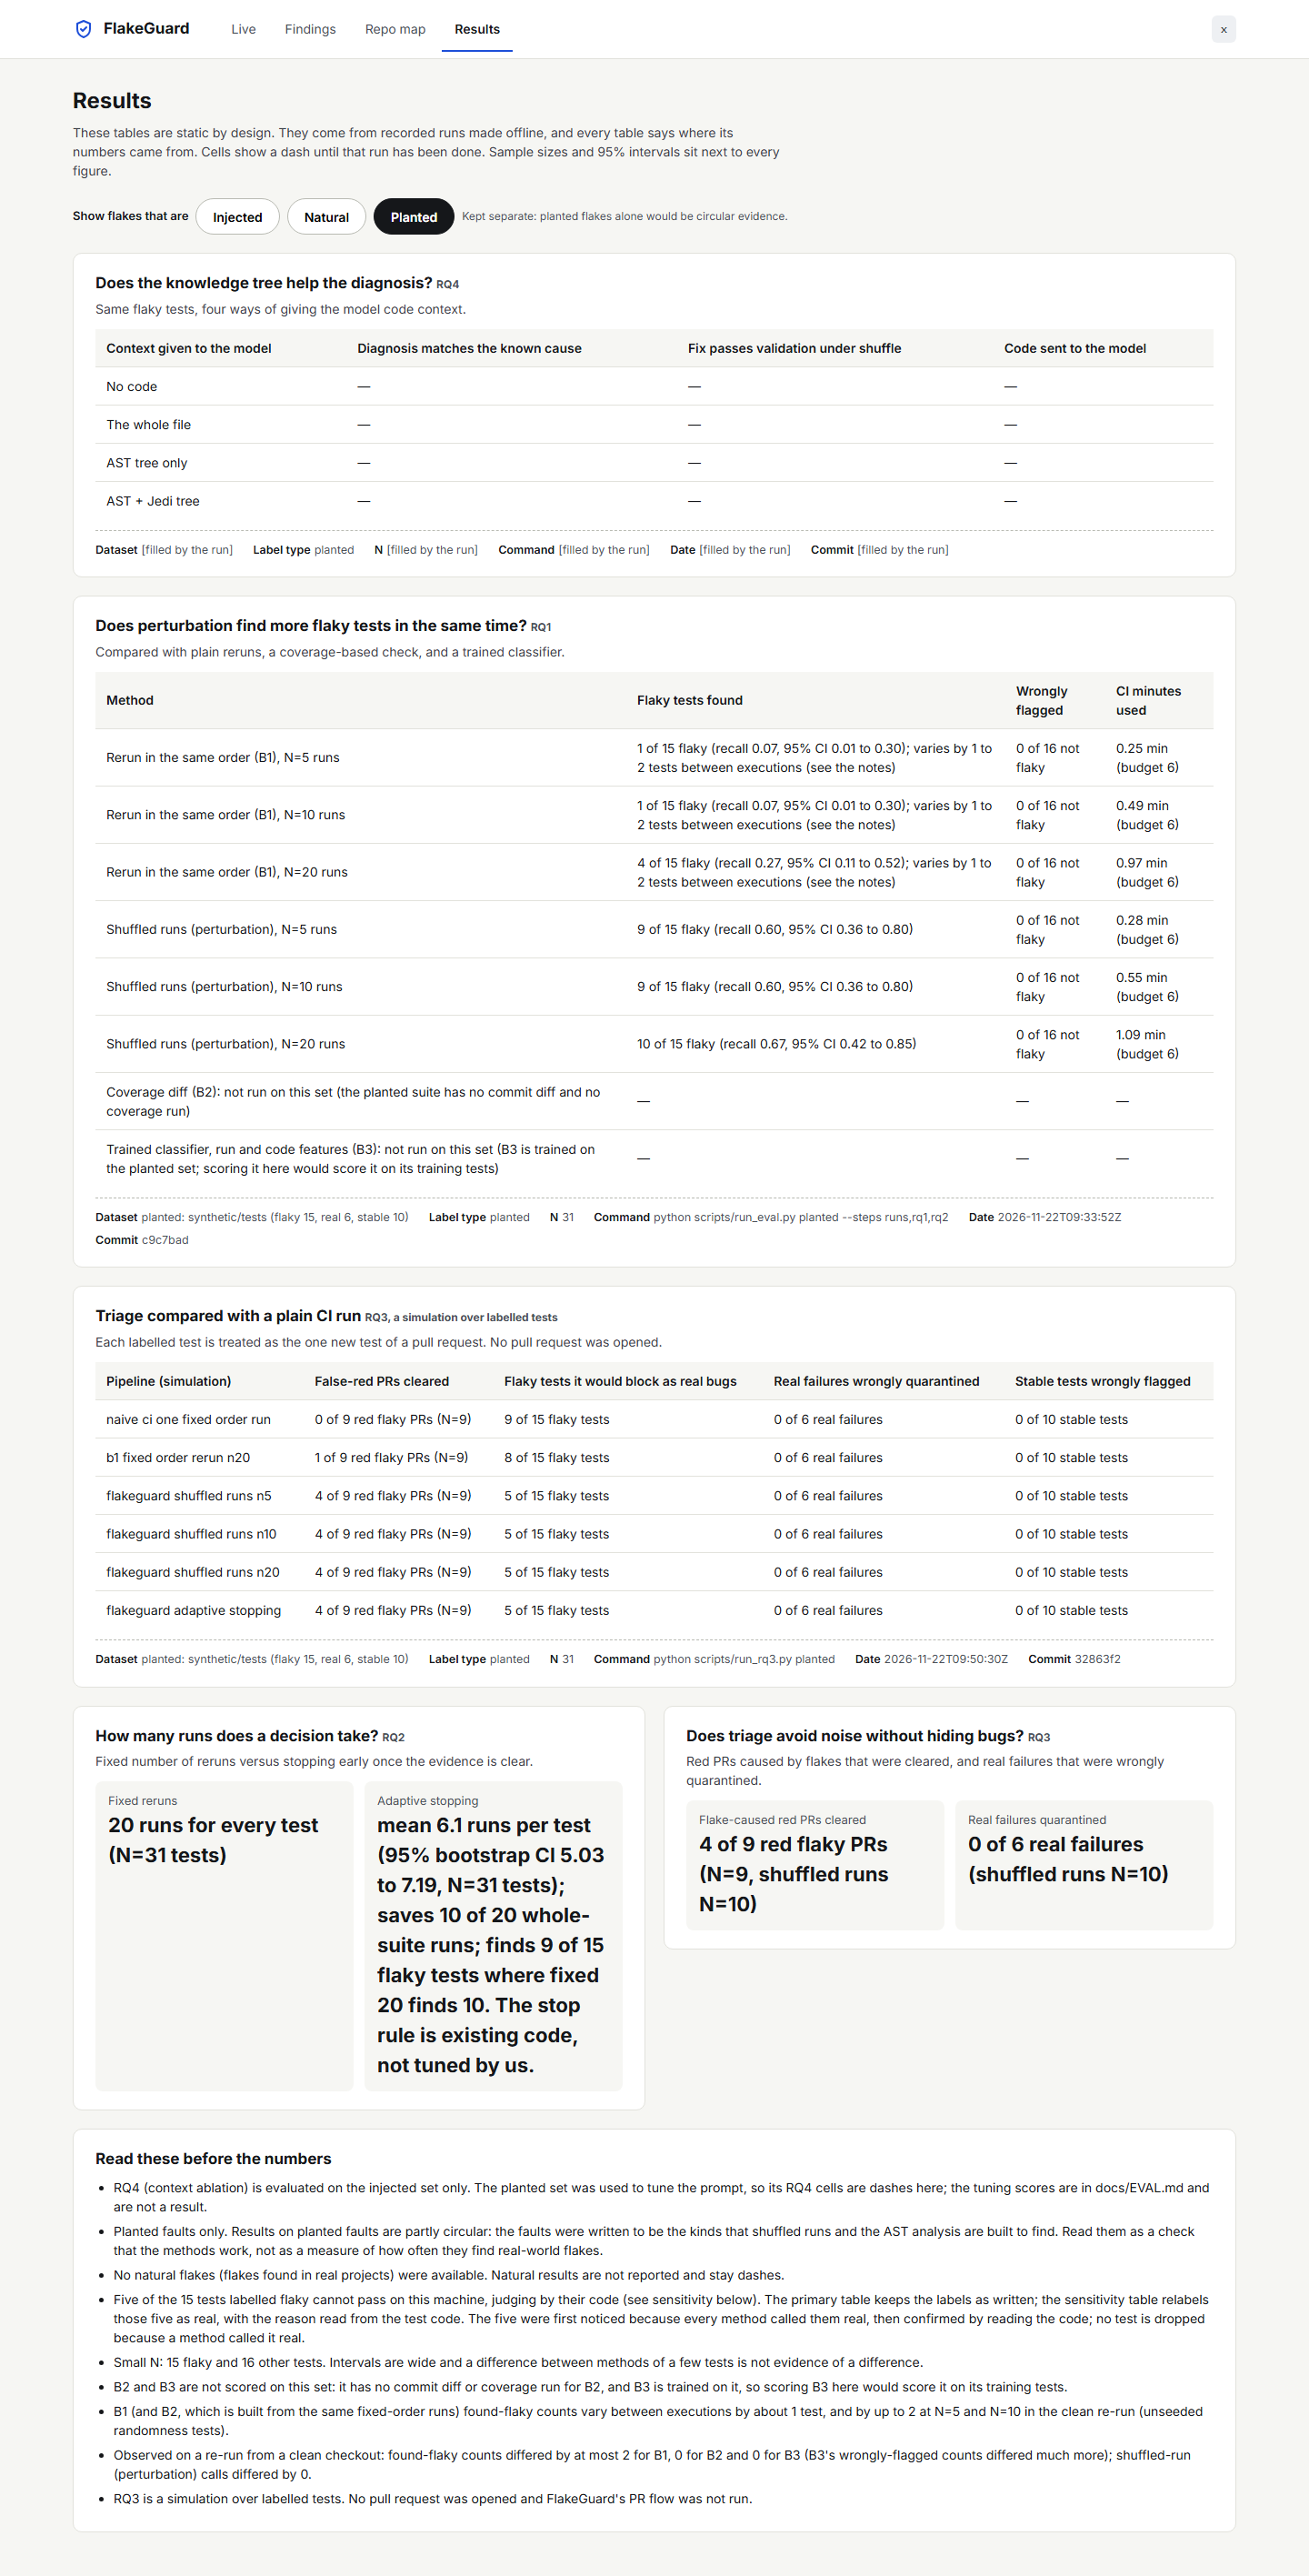 FlakeGuard
Live
Findings
Repo map
Results
x
Results
These tables are static by design. They come from recorded runs made offline, and every table says where its
numbers came from. Cells show a dash until that run has been done. Sample sizes and 95% intervals sit next to every
figure.
Show flakes that are
Injected
Natural
Planted
Kept separate: planted flakes alone would be circular evidence.
Does the knowledge tree help the diagnosis? RQ4
Same flaky tests, four ways of giving the model code context.
Context given to the model Diagnosis matches the known cause Fix passes validation under shuffle Code sent to the model
No code — — —
The whole file — — —
AST tree only — — —
AST + Jedi tree — — —
Dataset [filled by the run] Label type planted N [filled by the run] Command [filled by the run] Date [filled by the run] Commit [filled by the run]
Does perturbation find more flaky tests in the same time? RQ1
Compared with plain reruns, a coverage-based check, and a trained classifier.
Method
Flaky tests found
Wrongly
flagged
CI minutes
used
Rerun in the same order (B1), N=5 runs
1 of 15 flaky (recall 0.07, 95% CI 0.01 to 0.30); varies by 1 to
2 tests between executions (see the notes)
0 of 16 not
flaky
0.25 min
(budget 6)
Rerun in the same order (B1), N=10 runs
1 of 15 flaky (recall 0.07, 95% CI 0.01 to 0.30); varies by 1 to
2 tests between executions (see the notes)
0 of 16 not
flaky
0.49 min
(budget 6)
Rerun in the same order (B1), N=20 runs
4 of 15 flaky (recall 0.27, 95% CI 0.11 to 0.52); varies by 1 to
2 tests between executions (see the notes)
0 of 16 not
flaky
0.97 min
(budget 6)
Shuffled runs (perturbation), N=5 runs
9 of 15 flaky (recall 0.60, 95% CI 0.36 to 0.80)
0 of 16 not
flaky
0.28 min
(budget 6)
Shuffled runs (perturbation), N=10 runs
9 of 15 flaky (recall 0.60, 95% CI 0.36 to 0.80)
0 of 16 not
flaky
0.55 min
(budget 6)
Shuffled runs (perturbation), N=20 runs
10 of 15 flaky (recall 0.67, 95% CI 0.42 to 0.85)
0 of 16 not
flaky
1.09 min
(budget 6)
Coverage diff (B2): not run on this set (the planted suite has no commit diff and no
coverage run)
— — —
Trained classifier, run and code features (B3): not run on this set (B3 is trained on
the planted set; scoring it here would score it on its training tests)
— — —
Dataset planted: synthetic/tests (flaky 15, real 6, stable 10) Label type planted N 31 Command python scripts/run_eval.py planted --steps runs,rq1,rq2 Date 2026-11-22T09:33:52Z
Commit c9c7bad
Triage compared with a plain CI run RQ3, a simulation over labelled tests
Each labelled test is treated as the one new test of a pull request. No pull request was opened.
Pipeline (simulation) False-red PRs cleared Flaky tests it would block as real bugs Real failures wrongly quarantined Stable tests wrongly flagged
naive ci one fixed order run 0 of 9 red flaky PRs (N=9) 9 of 15 flaky tests 0 of 6 real failures 0 of 10 stable tests
b1 fixed order rerun n20 1 of 9 red flaky PRs (N=9) 8 of 15 flaky tests 0 of 6 real failures 0 of 10 stable tests
flakeguard shuffled runs n5 4 of 9 red flaky PRs (N=9) 5 of 15 flaky tests 0 of 6 real failures 0 of 10 stable tests
flakeguard shuffled runs n10 4 of 9 red flaky PRs (N=9) 5 of 15 flaky tests 0 of 6 real failures 0 of 10 stable tests
flakeguard shuffled runs n20 4 of 9 red flaky PRs (N=9) 5 of 15 flaky tests 0 of 6 real failures 0 of 10 stable tests
flakeguard adaptive stopping 4 of 9 red flaky PRs (N=9) 5 of 15 flaky tests 0 of 6 real failures 0 of 10 stable tests
Dataset planted: synthetic/tests (flaky 15, real 6, stable 10) Label type planted N 31 Command python scripts/run_rq3.py planted Date 2026-11-22T09:50:30Z Commit 32863f2
How many runs does a decision take? RQ2
Fixed number of reruns versus stopping early once the evidence is clear.
Fixed reruns
20 runs for every test
(N=31 tests)
Adaptive stopping
mean 6.1 runs per test
(95% bootstrap CI 5.03
to 7.19, N=31 tests);
saves 10 of 20 whole-
suite runs; finds 9 of 15
flaky tests where fixed
20 finds 10. The stop
rule is existing code,
not tuned by us.
Does triage avoid noise without hiding bugs? RQ3
Red PRs caused by flakes that were cleared, and real failures that were wrongly
quarantined.
Flake-caused red PRs cleared
4 of 9 red flaky PRs
(N=9, shuffled runs
N=10)
Real failures quarantined
0 of 6 real failures
(shuffled runs N=10)
Read these before the numbers
• RQ4 (context ablation) is evaluated on the injected set only. The planted set was used to tune the prompt, so its RQ4 cells are dashes here; the tuning scores are in docs/EVAL.md and
are not a result.
• Planted faults only. Results on planted faults are partly circular: the faults were written to be the kinds that shuffled runs and the AST analysis are built to find. Read them as a check
that the methods work, not as a measure of how often they find real-world flakes.
• No natural flakes (flakes found in real projects) were available. Natural results are not reported and stay dashes.
• Five of the 15 tests labelled flaky cannot pass on this machine, judging by their code (see sensitivity below). The primary table keeps the labels as written; the sensitivity table relabels
those five as real, with the reason read from the test code. The five were first noticed because every method called them real, then confirmed by reading the code; no test is dropped
because a method called it real.
• Small N: 15 flaky and 16 other tests. Intervals are wide and a difference between methods of a few tests is not evidence of a difference.
• B2 and B3 are not scored on this set: it has no commit diff or coverage run for B2, and B3 is trained on it, so scoring B3 here would score it on its training tests.
• B1 (and B2, which is built from the same fixed-order runs) found-flaky counts vary between executions by about 1 test, and by up to 2 at N=5 and N=10 in the clean re-run (unseeded
randomness tests).
• Observed on a re-run from a clean checkout: found-flaky counts differed by at most 2 for B1, 0 for B2 and 0 for B3 (B3's wrongly-flagged counts differed much more); shuffled-run
(perturbation) calls differed by 0.
• RQ3 is a simulation over labelled tests. No pull request was opened and FlakeGuard's PR flow was not run.